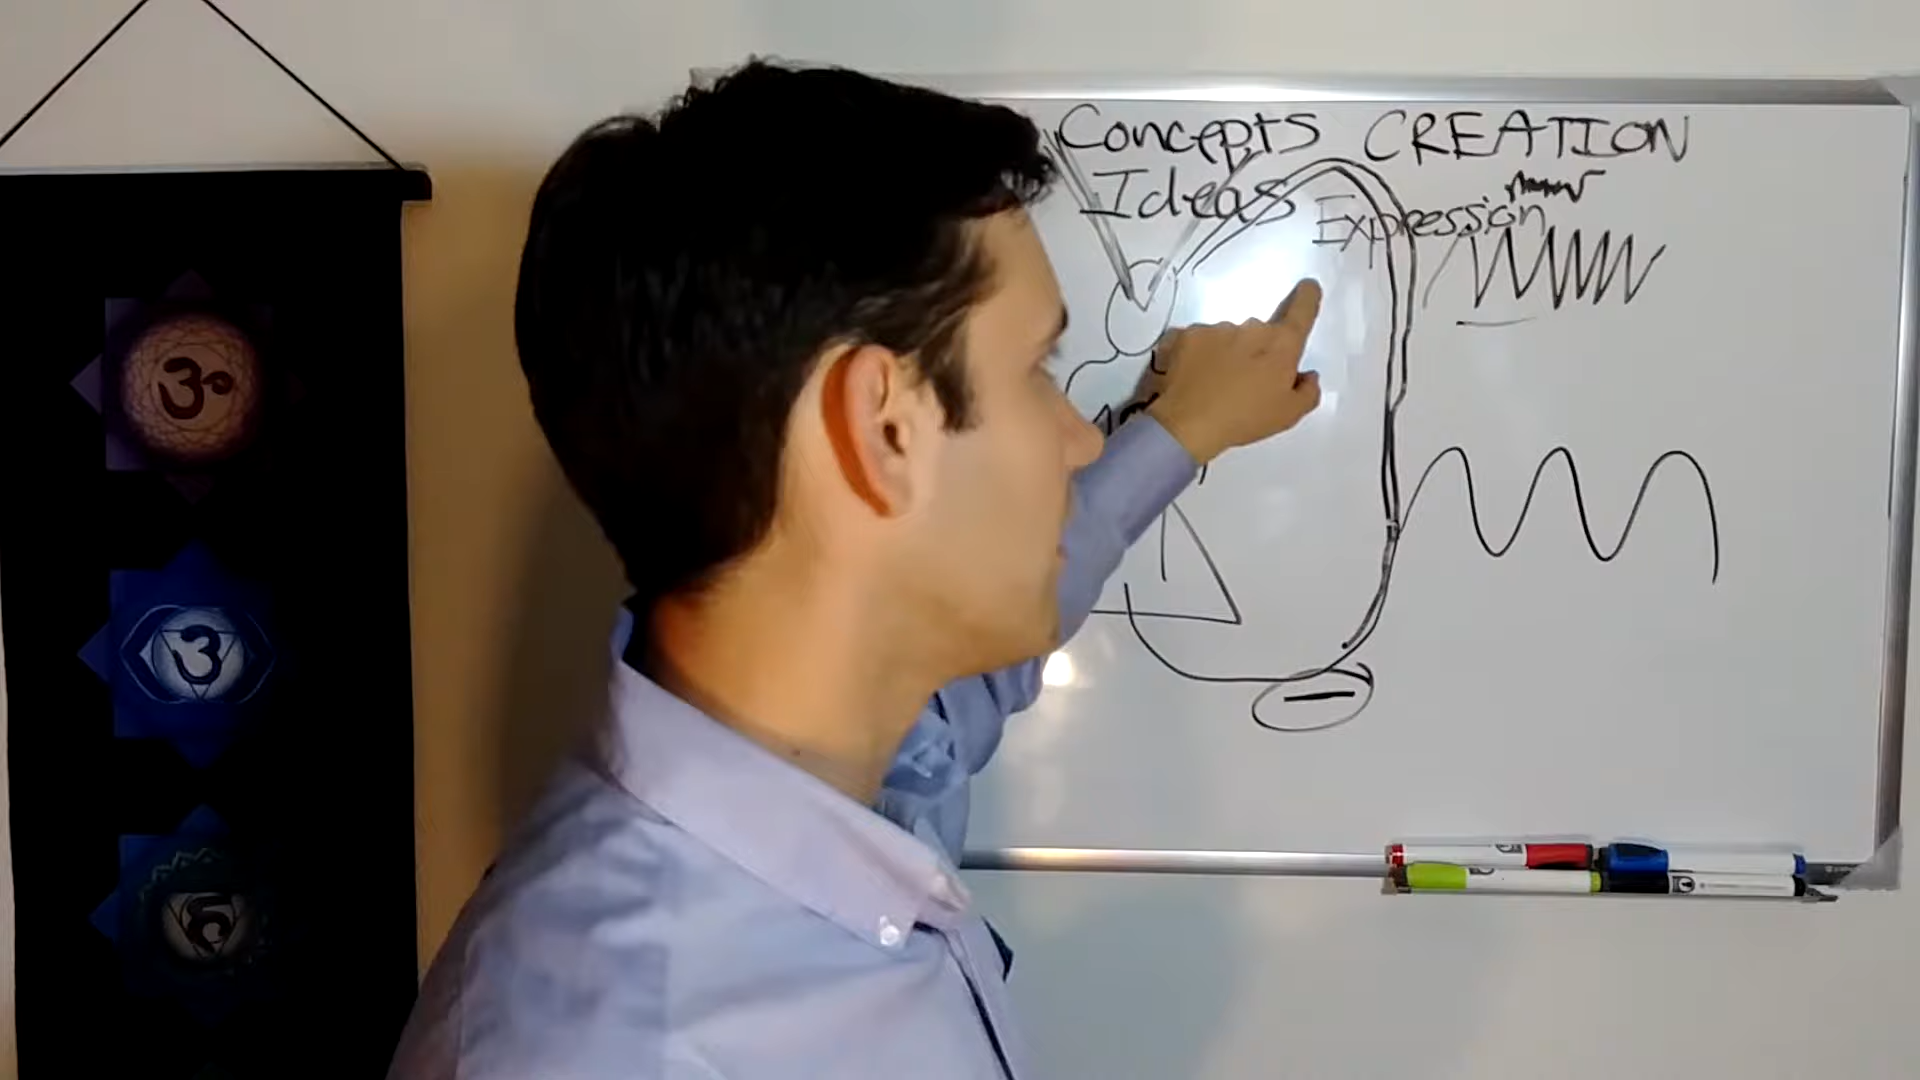 Concepts CREATION
Ideas
Expression
ॐ
ॐ